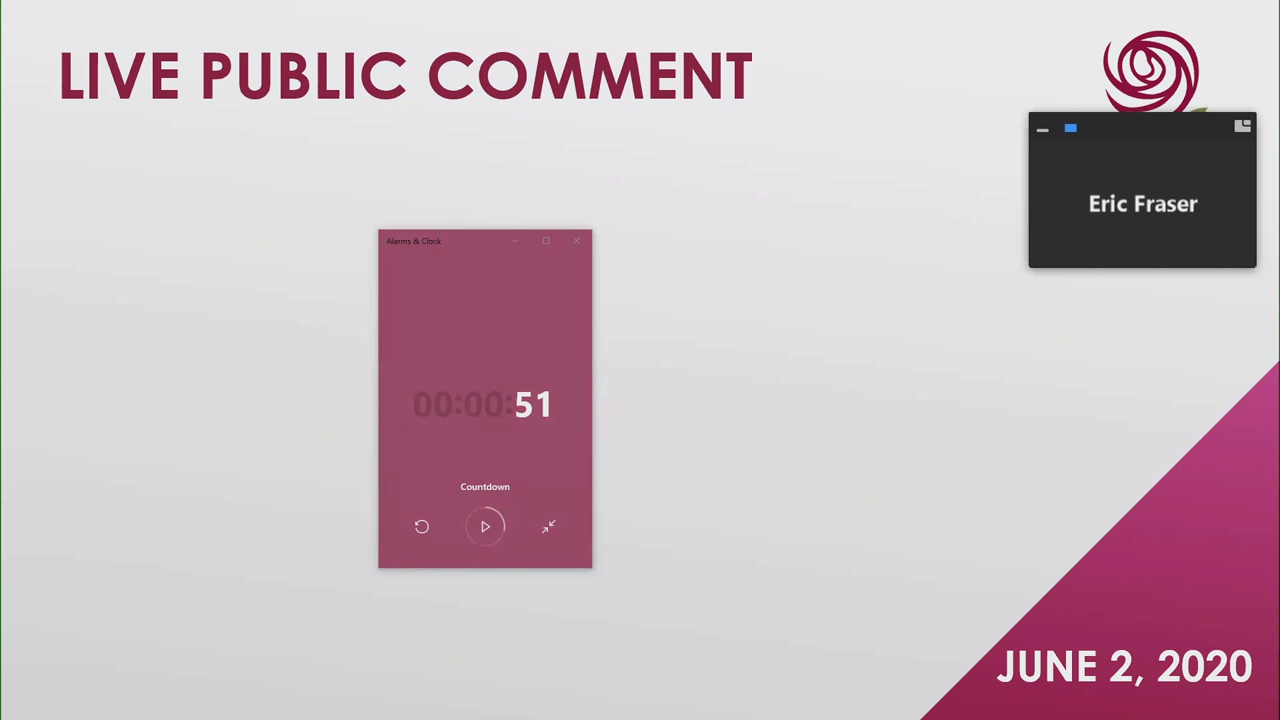 LIVE PUBLIC COMMENT
Eric Fraser
Alarms & Clock
00:00:51
Countdown
JUNE 2, 2020